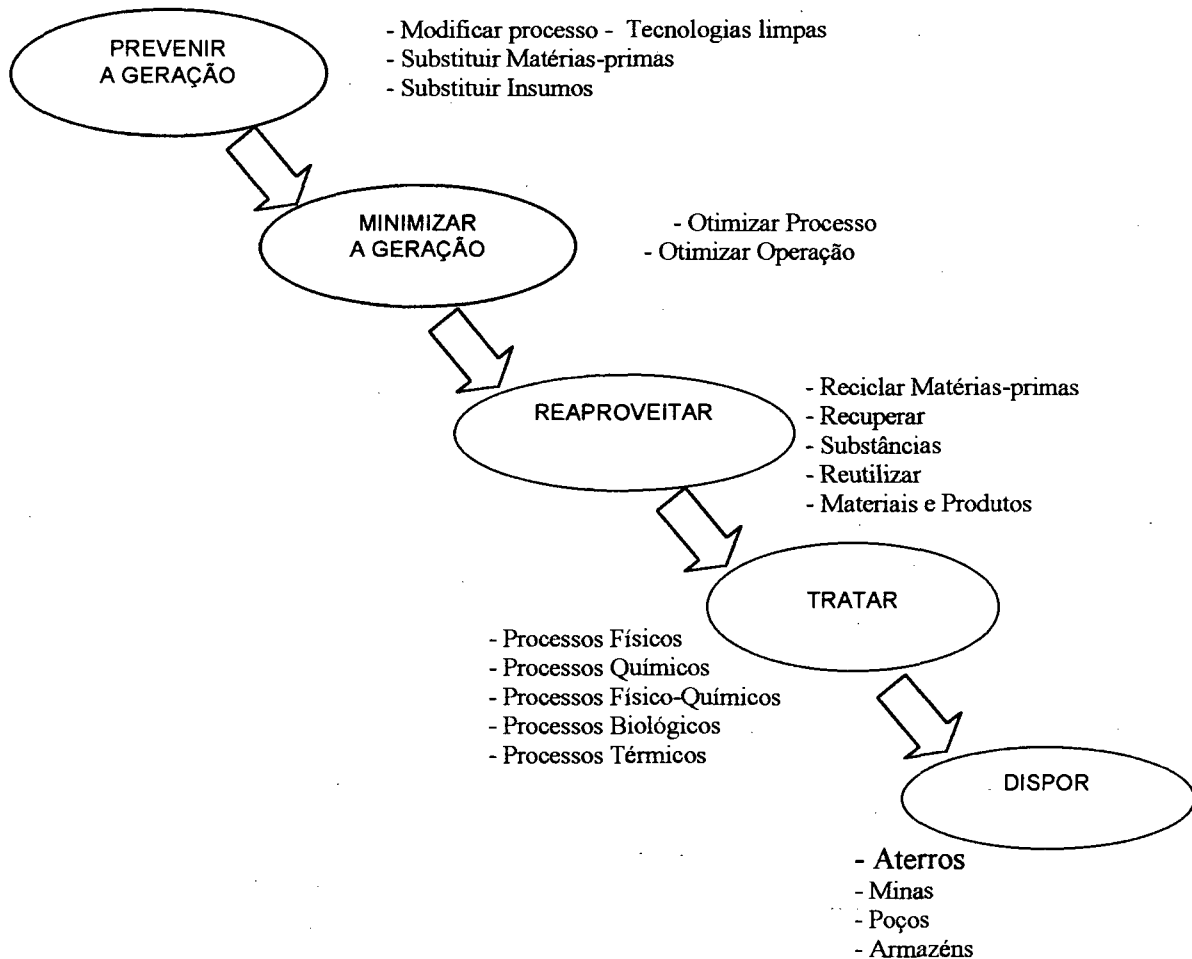 PREVENIR
A GERAÇÃO
- Modificar processo - Tecnologias limpas
- Substituir Matérias-primas
- Substituir Insumos
MINIMIZAR
A GERAÇÃO
- Otimizar Processo
- Otimizar Operação
REAPROVEITAR
- Reciclar Matérias-primas
- Recuperar
- Substâncias
- Reutilizar
- Materiais e Produtos
TRATAR
- Processos Físicos
- Processos Químicos
- Processos Físico-Químicos
- Processos Biológicos
- Processos Térmicos
DISPOR
- Aterros
- Minas
- Poços
- Armazéns